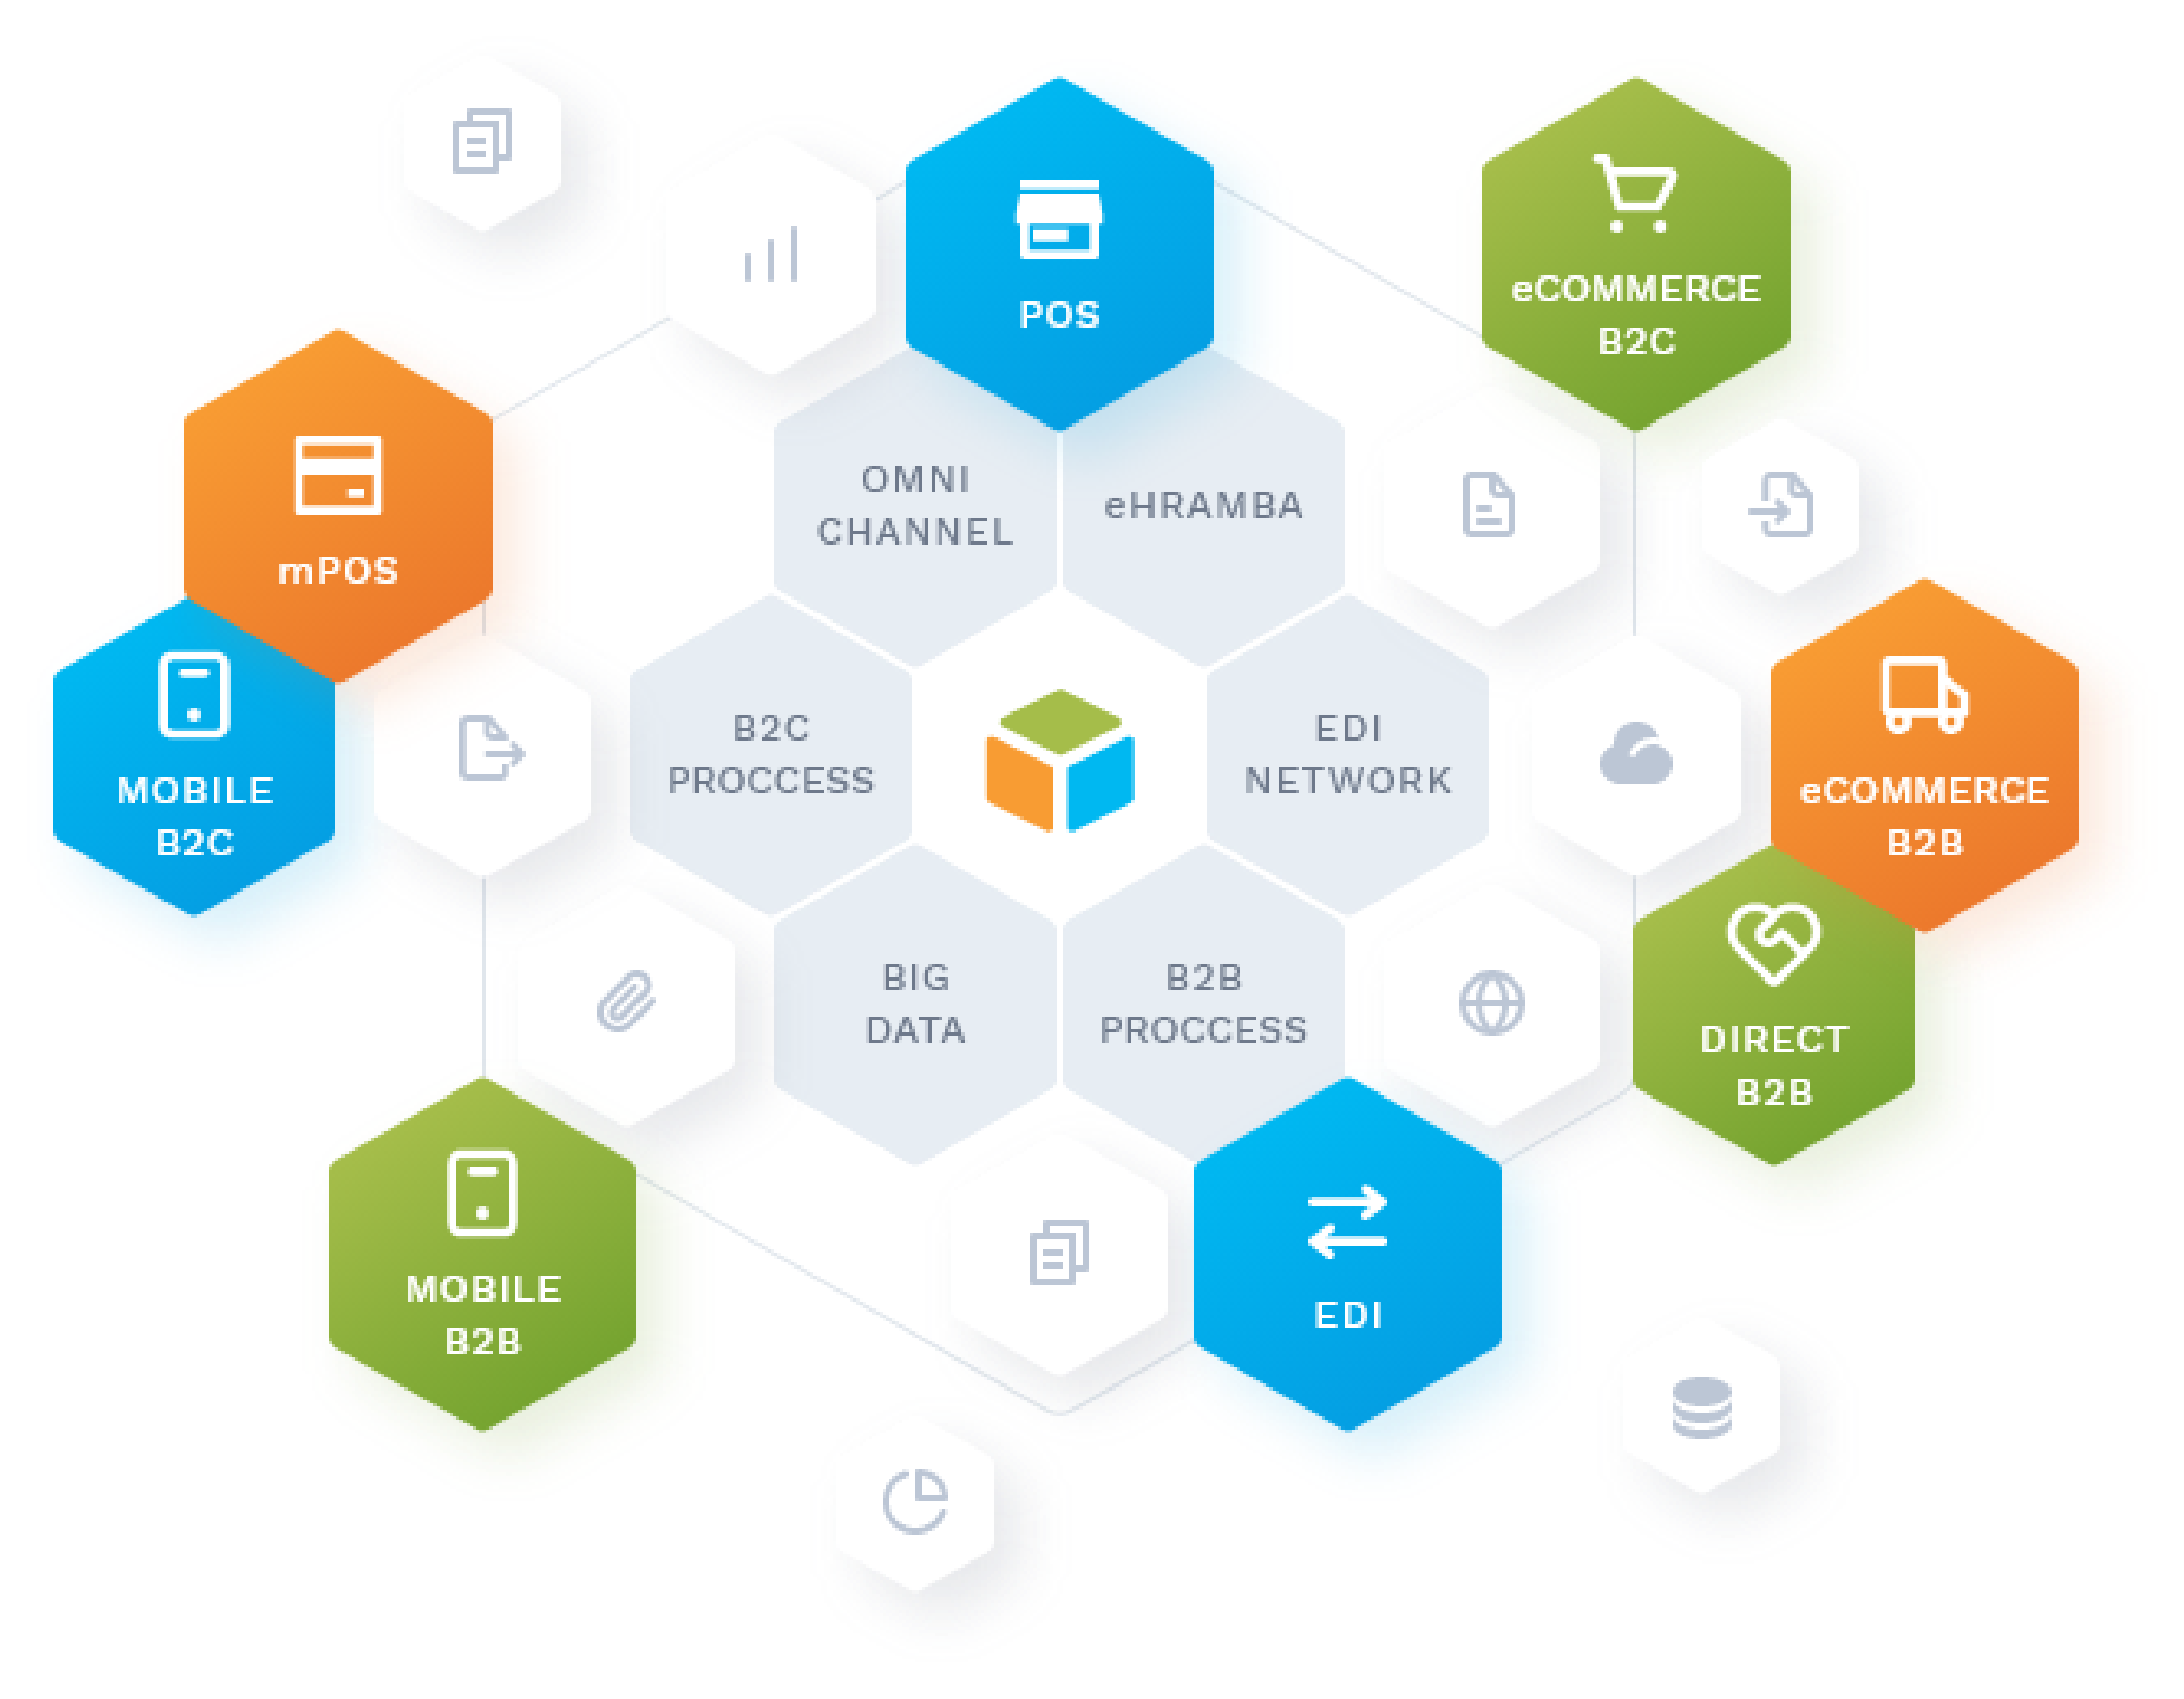 POS
eCOMMERCE
B2C
mPOS
OMNI
CHANNEL
eHRAMBA
MOBILE
B2C
B2C
PROCCESS
EDI
NETWORK
eCOMMERCE
B2B
BIG
DATA
B2B
PROCCESS
DIRECT
B2B
MOBILE
B2B
EDI